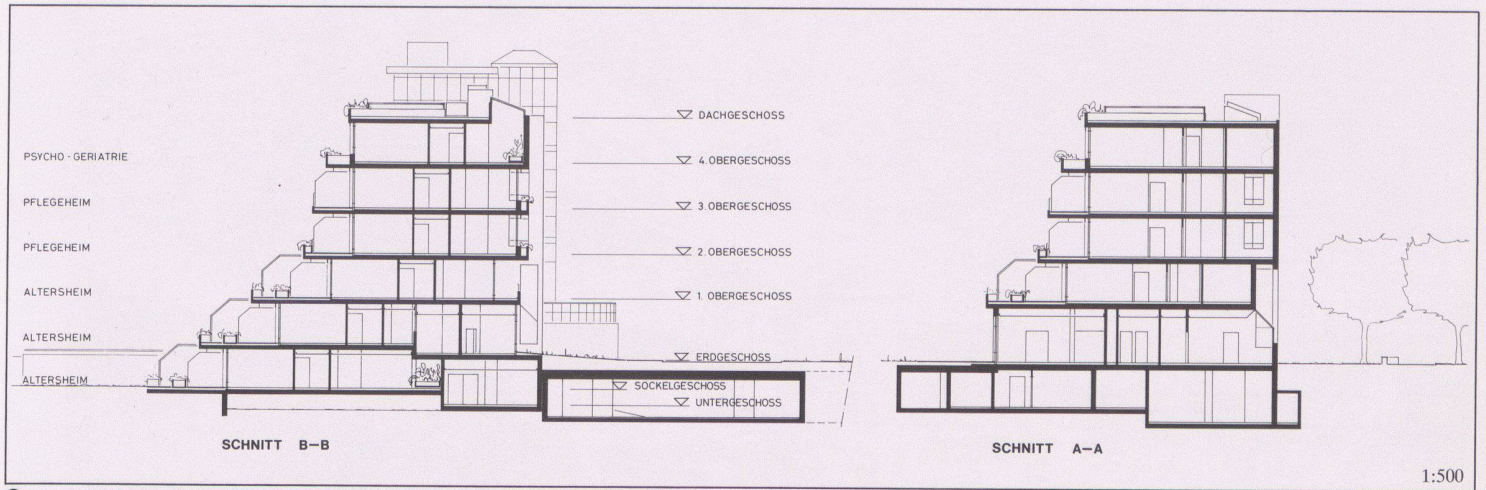 PSYCHO - GERIATRIE
PFLEGEHEIM
PFLEGEHEIM
ALTERSHEIM
ALTERSHEIM
ALTERSHEIM
DACHGESCHOSS
4. OBERGESCHOSS
3. OBERGESCHOSS
2. OBERGESCHOSS
1. OBERGESCHOSS
ERDGESCHOSS
SOCKELGESCHOSS
UNTERGESCHOSS
SCHNITT B-B
SCHNITT A-A
1:500